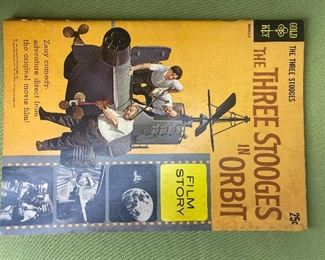 GOLD
KEY
THE THREE STOOGES
THE THREE STOOGES
IN ORBIT
Zany comedy-
adventure direct from
the original movie film!
FILM
STORY
25¢